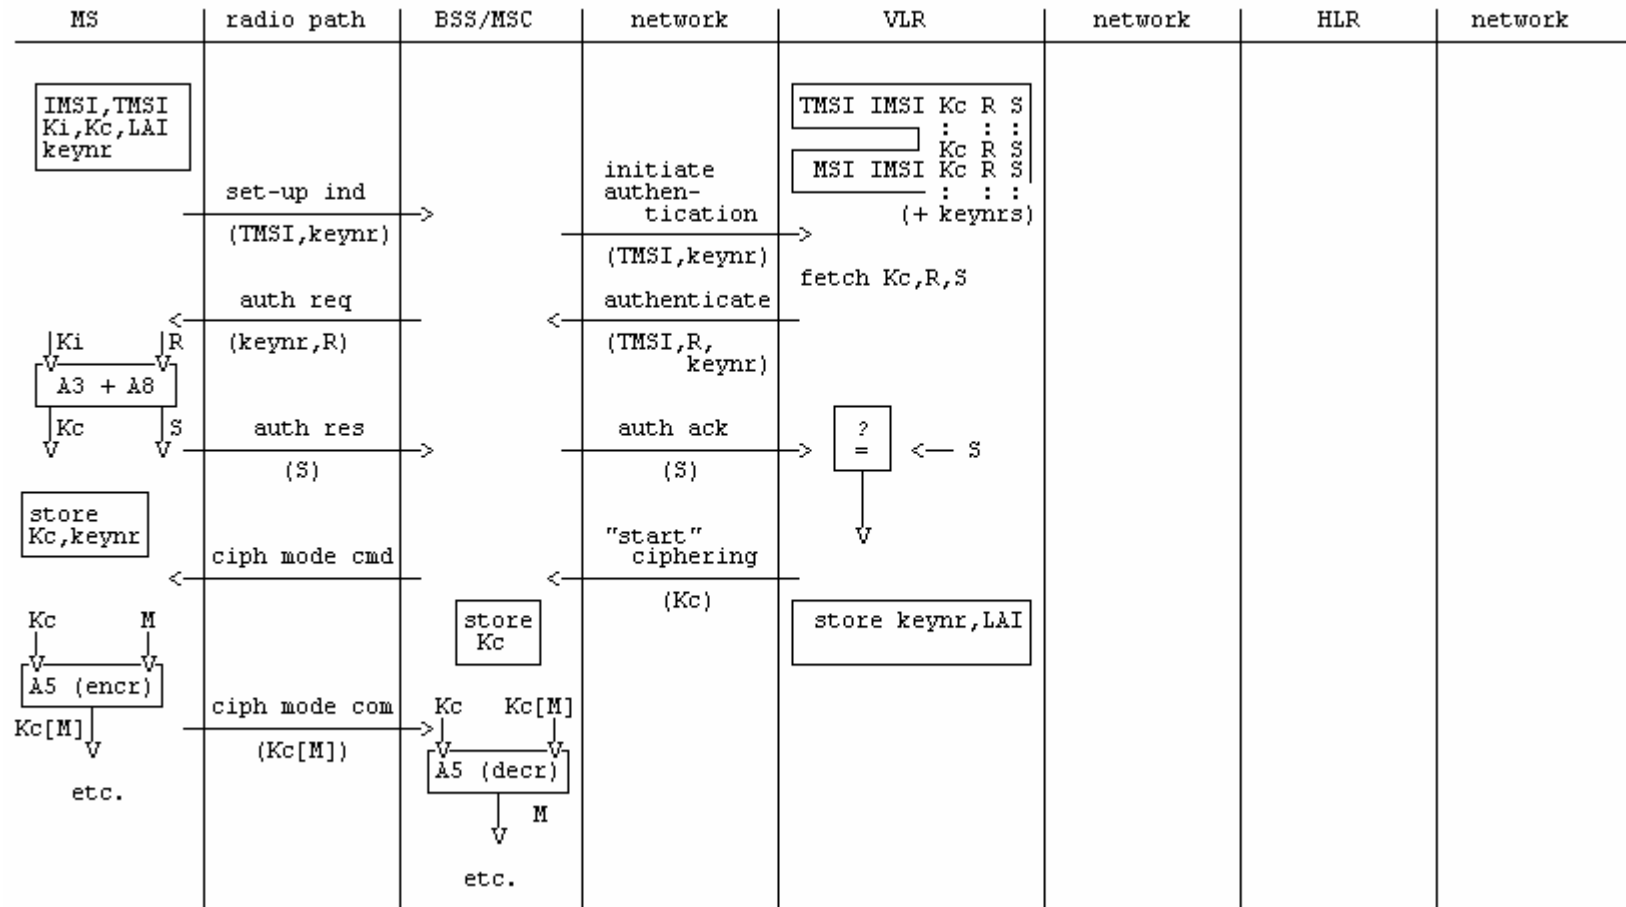 MS radio path BSS/MSC network VLR network HLR network
IMSI,TMSI
Ki,Kc,LAI
keynr
TMSI IMSI Kc R S
: : :
Kc R S
MSI IMSI Kc R S
: : :
(+ keynrs)
set-up ind
(TMSI,keynr)
initiate
authen-
tication
(TMSI,keynr)
fetch Kc,R,S
auth req
(keynr,R)
authenticate
(TMSI,R,
keynr)
Ki R
A3 + A8
Kc S
auth res
(S)
auth ack
(S)
?
=
S
store
Kc,keynr
ciph mode cmd
"start"
ciphering
(Kc)
store
Kc
store keynr,LAI
Kc M
A5 (encr)
Kc[M]
etc.
ciph mode com
(Kc[M])
Kc Kc[M]
A5 (decr)
M
etc.